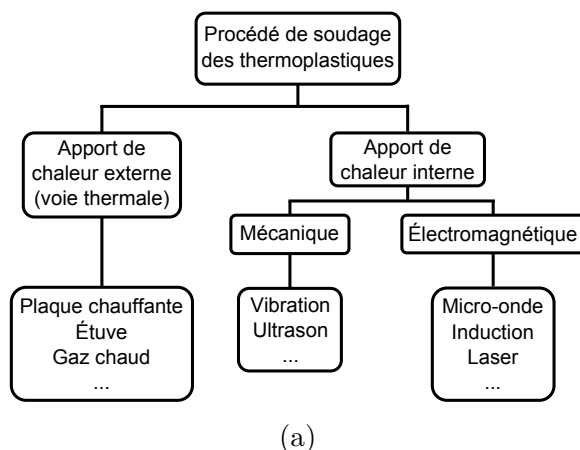 Procédé de soudage
des thermoplastiques
Apport de
chaleur externe
(voie thermale)
Apport de
chaleur interne
Mécanique
Électromagnétique
Plaque chauffante
Étuve
Gaz chaud
...
Vibration
Ultrason
...
Micro-onde
Induction
Laser
...
(a)